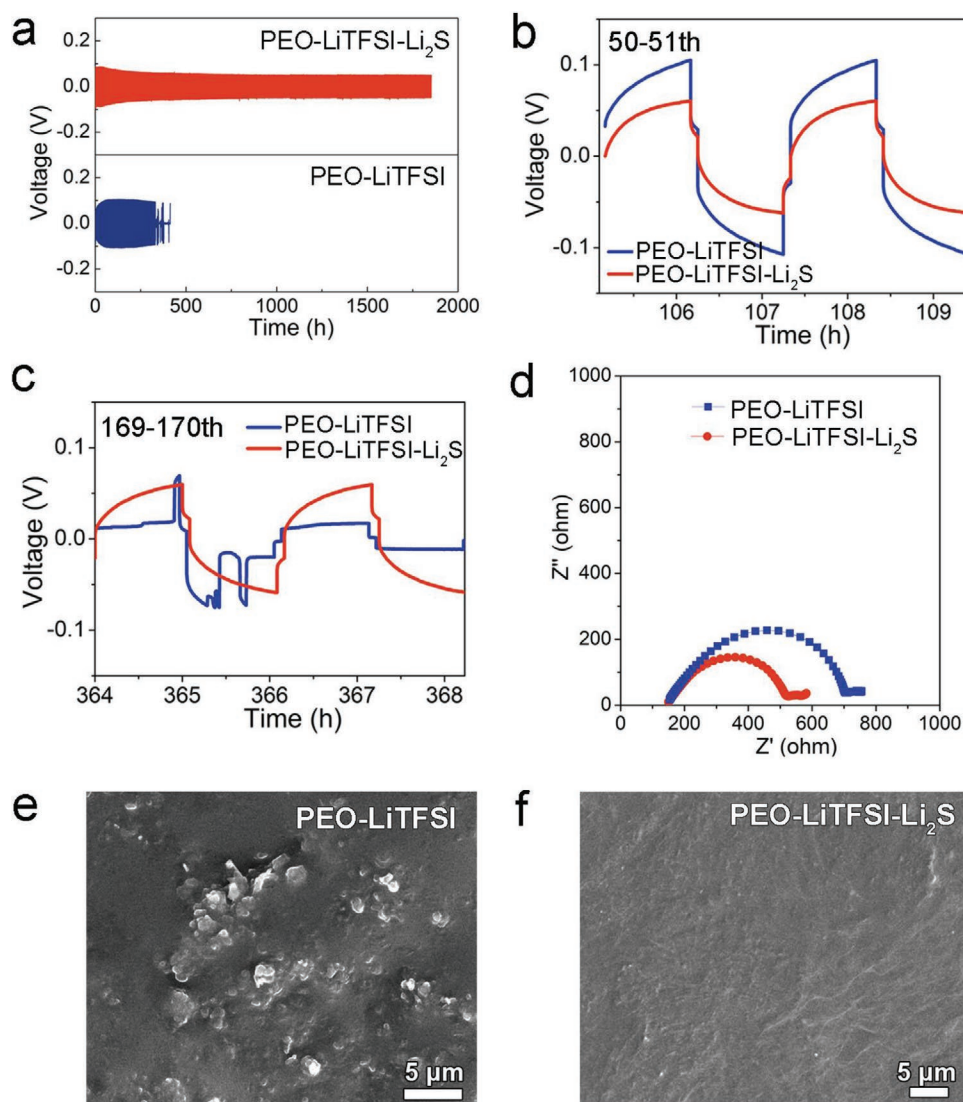 a
0.2
0.0
-0.2
PEO-LiTFSI-Li₂S
0.2
0.0
-0.2
PEO-LiTFSI
Voltage (V)
0 500 1000 1500 2000
Time (h)
b
50-51th
0.1
0.0
-0.1
Voltage (V)
PEO-LiTFSI
PEO-LiTFSI-Li₂S
106 107 108 109
Time (h)
c
169-170th
PEO-LiTFSI
PEO-LiTFSI-Li₂S
0.1
0.0
-0.1
Voltage (V)
364 365 366 367 368
Time (h)
d
1000
800
600
400
200
0
Z'' (ohm)
PEO-LiTFSI
PEO-LiTFSI-Li₂S
0 200 400 600 800 1000
Z' (ohm)
e
PEO-LiTFSI
5 µm
f
PEO-LiTFSI-Li₂S
5 µm